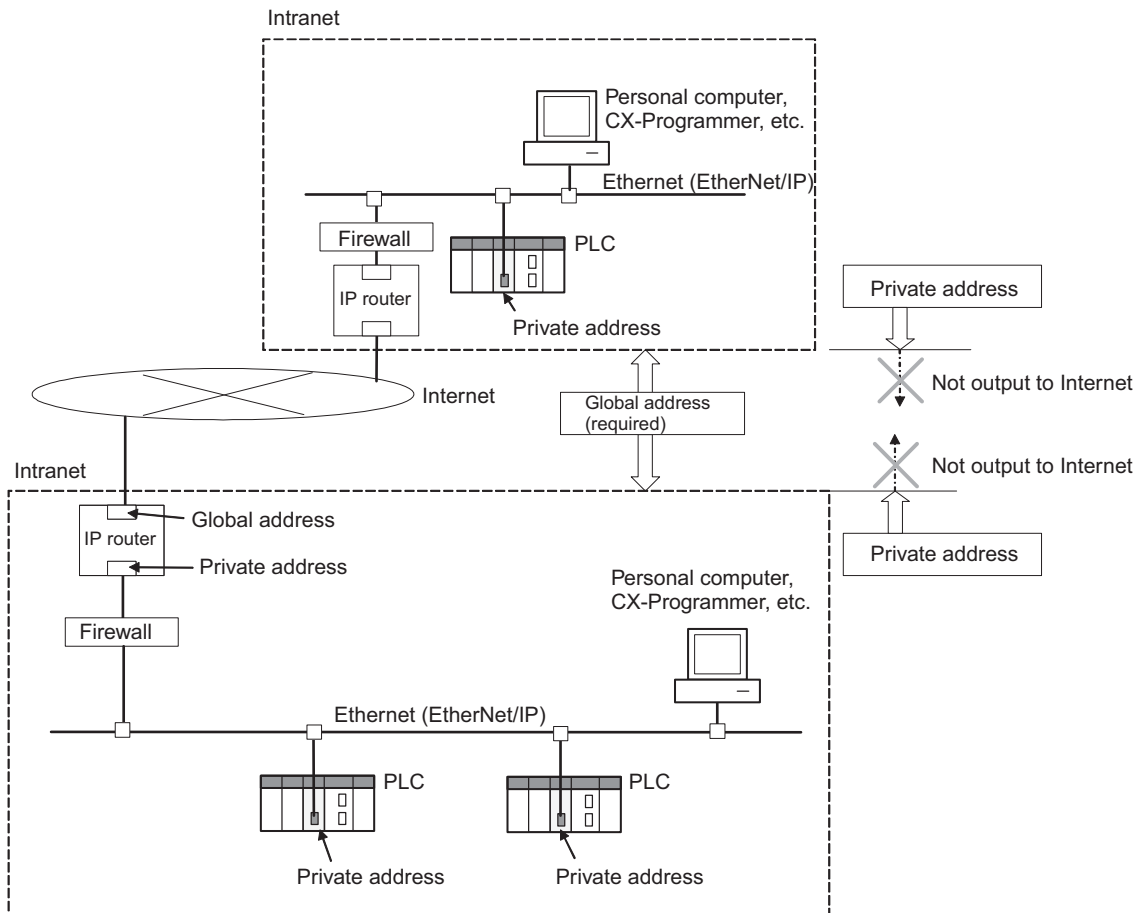 Intranet
Personal computer,
CX-Programmer, etc.
Ethernet (EtherNet/IP)
Firewall
PLC
IP router
Private address
Private address
Internet
Global address
(required)
Not output to Internet
Not output to Internet
Private address
Intranet
Global address
IP router
Private address
Personal computer,
CX-Programmer, etc.
Firewall
Ethernet (EtherNet/IP)
PLC
PLC
Private address
Private address